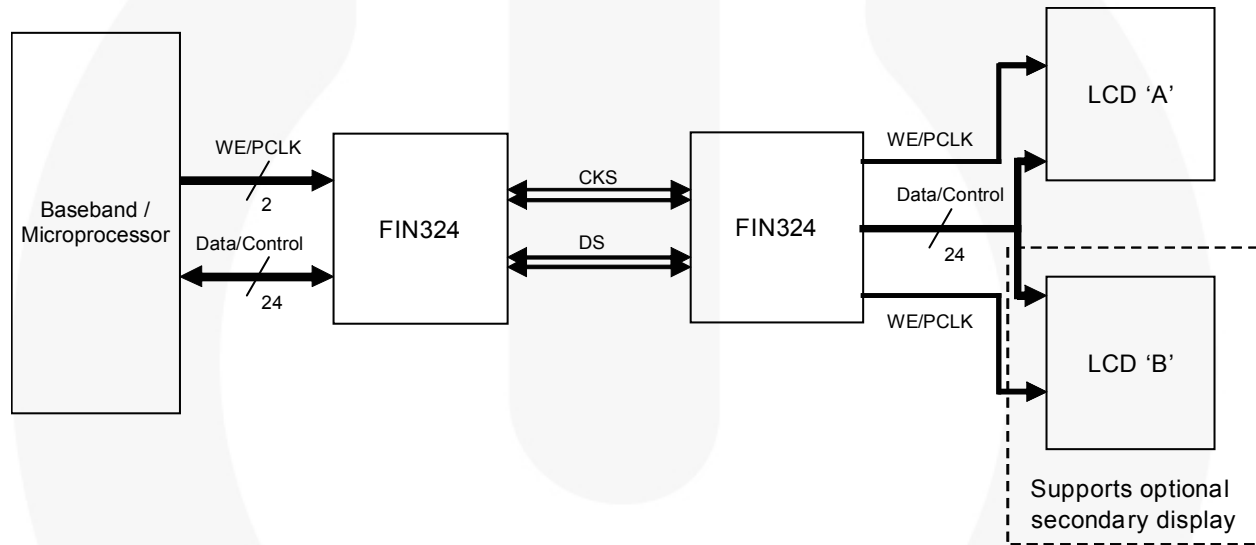 Baseband /
Microprocessor
WE/PCLK
2
Data/Control
24
FIN324
CKS
DS
FIN324
WE/PCLK
Data/Control
24
WE/PCLK
LCD ‘A’
LCD ‘B’
Supports optional
secondary display